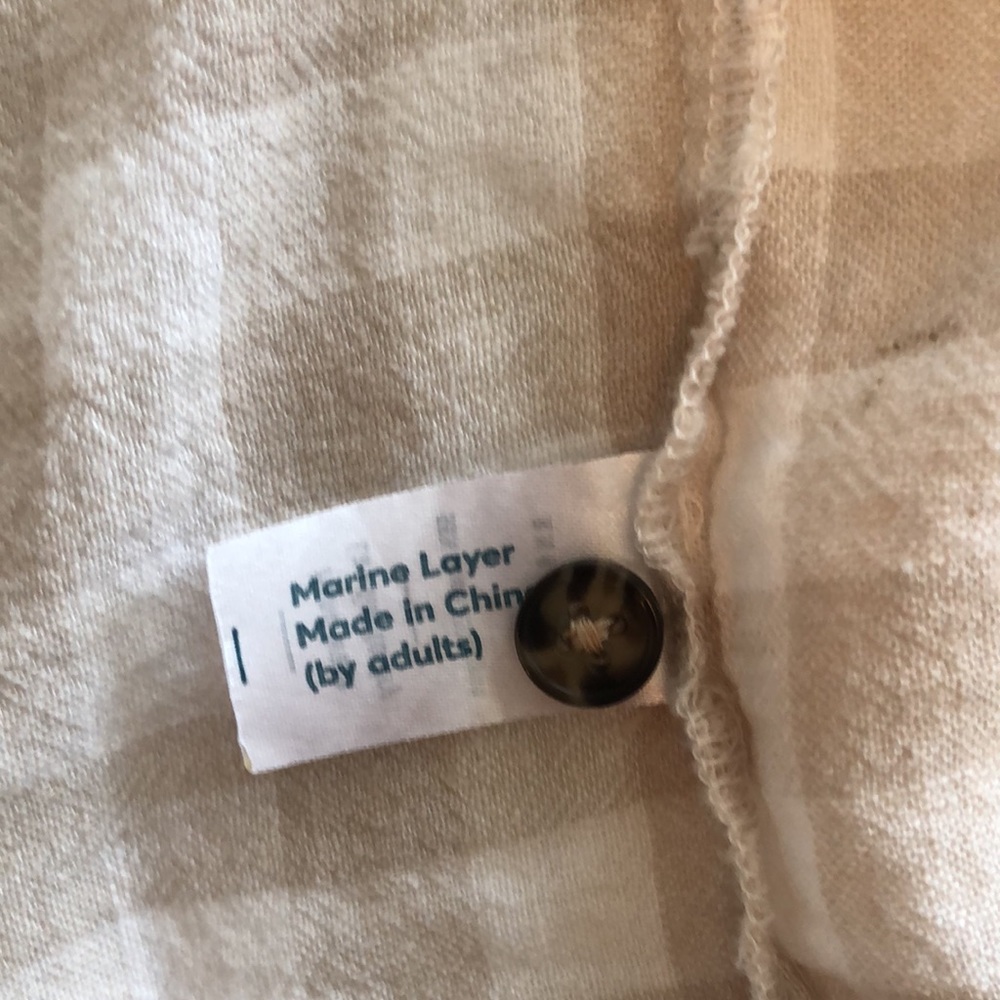 Marine Layer
Made in Chin
(by adults)